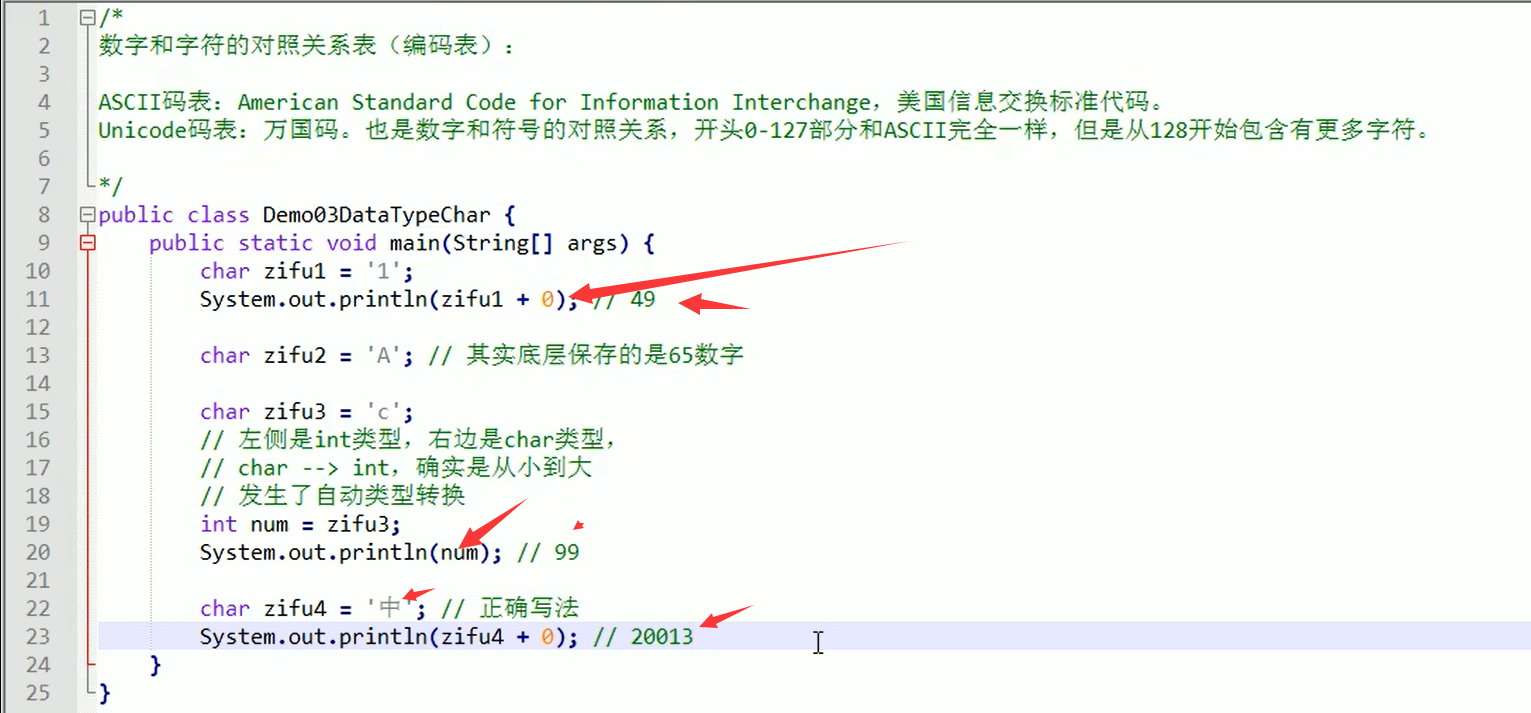 1 /*
2 数字和字符的对照关系表（编码表）：
3
4 ASCII码表：American Standard Code for Information Interchange，美国信息交换标准代码。
5 Unicode码表：万国码。也是数字和符号的对照关系，开头0-127部分和ASCII完全一样，但是从128开始包含有更多字符。
6
7 */
8 public class Demo03DataTypeChar {
9     public static void main(String[] args) {
10         char zifu1 = '1';
11         System.out.println(zifu1 + 0); // 49
12
13         char zifu2 = 'A'; // 其实底层保存的是65数字
14
15         char zifu3 = 'c';
16         // 左侧是int类型，右边是char类型，
17         // char --> int，确实是从小到大
18         // 发生了自动类型转换
19         int num = zifu3;
20         System.out.println(num); // 99
21
22         char zifu4 = '中'; // 正确写法
23         System.out.println(zifu4 + 0); // 20013
24     }
25 }